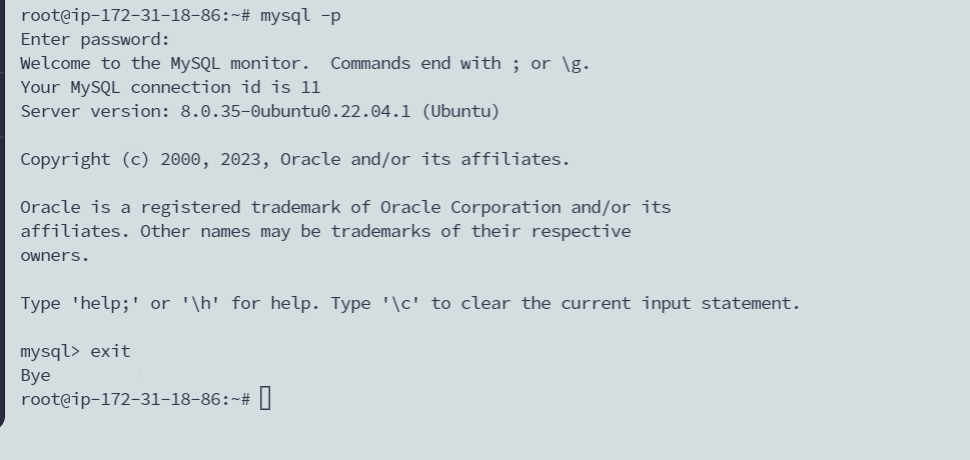 root@ip-172-31-18-86:~# mysql -p
Enter password:
Welcome to the MySQL monitor.  Commands end with ; or \g.
Your MySQL connection id is 11
Server version: 8.0.35-0ubuntu0.22.04.1 (Ubuntu)
Copyright (c) 2000, 2023, Oracle and/or its affiliates.
Oracle is a registered trademark of Oracle Corporation and/or its
affiliates. Other names may be trademarks of their respective
owners.
Type 'help;' or '\h' for help. Type '\c' to clear the current input statement.
mysql> exit
Bye
root@ip-172-31-18-86:~#